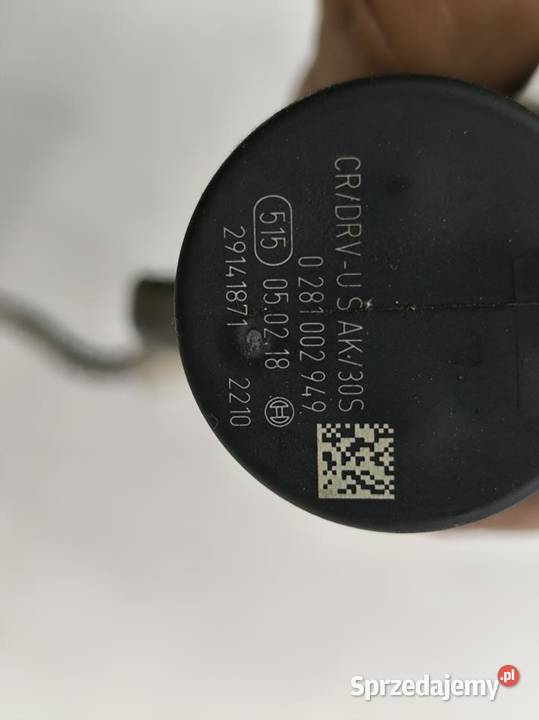 CR/DRV-U S AK/30S
0 281 002 949
515 05.02.18
29141871 2210
Sprzedajemy.pl